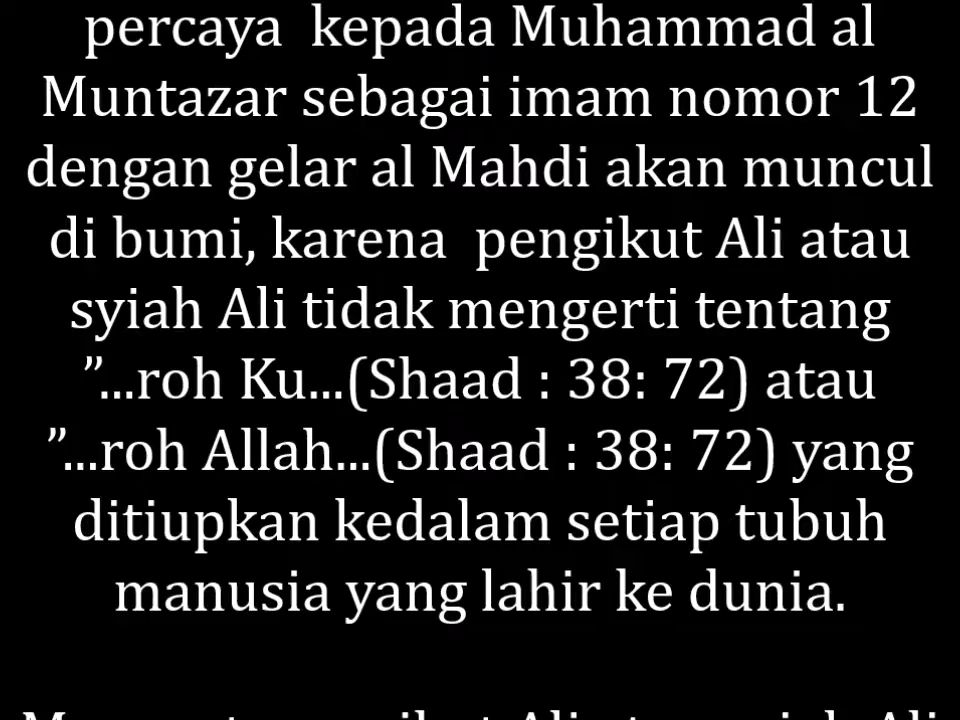 percaya  kepada Muhammad al
Muntazar sebagai imam nomor 12
dengan gelar al Mahdi akan muncul
di bumi, karena  pengikut Ali atau
syiah Ali tidak mengerti tentang
”...roh Ku...(Shaad : 38: 72) atau
”...roh Allah...(Shaad : 38: 72) yang
ditiupkan kedalam setiap tubuh
manusia yang lahir ke dunia.